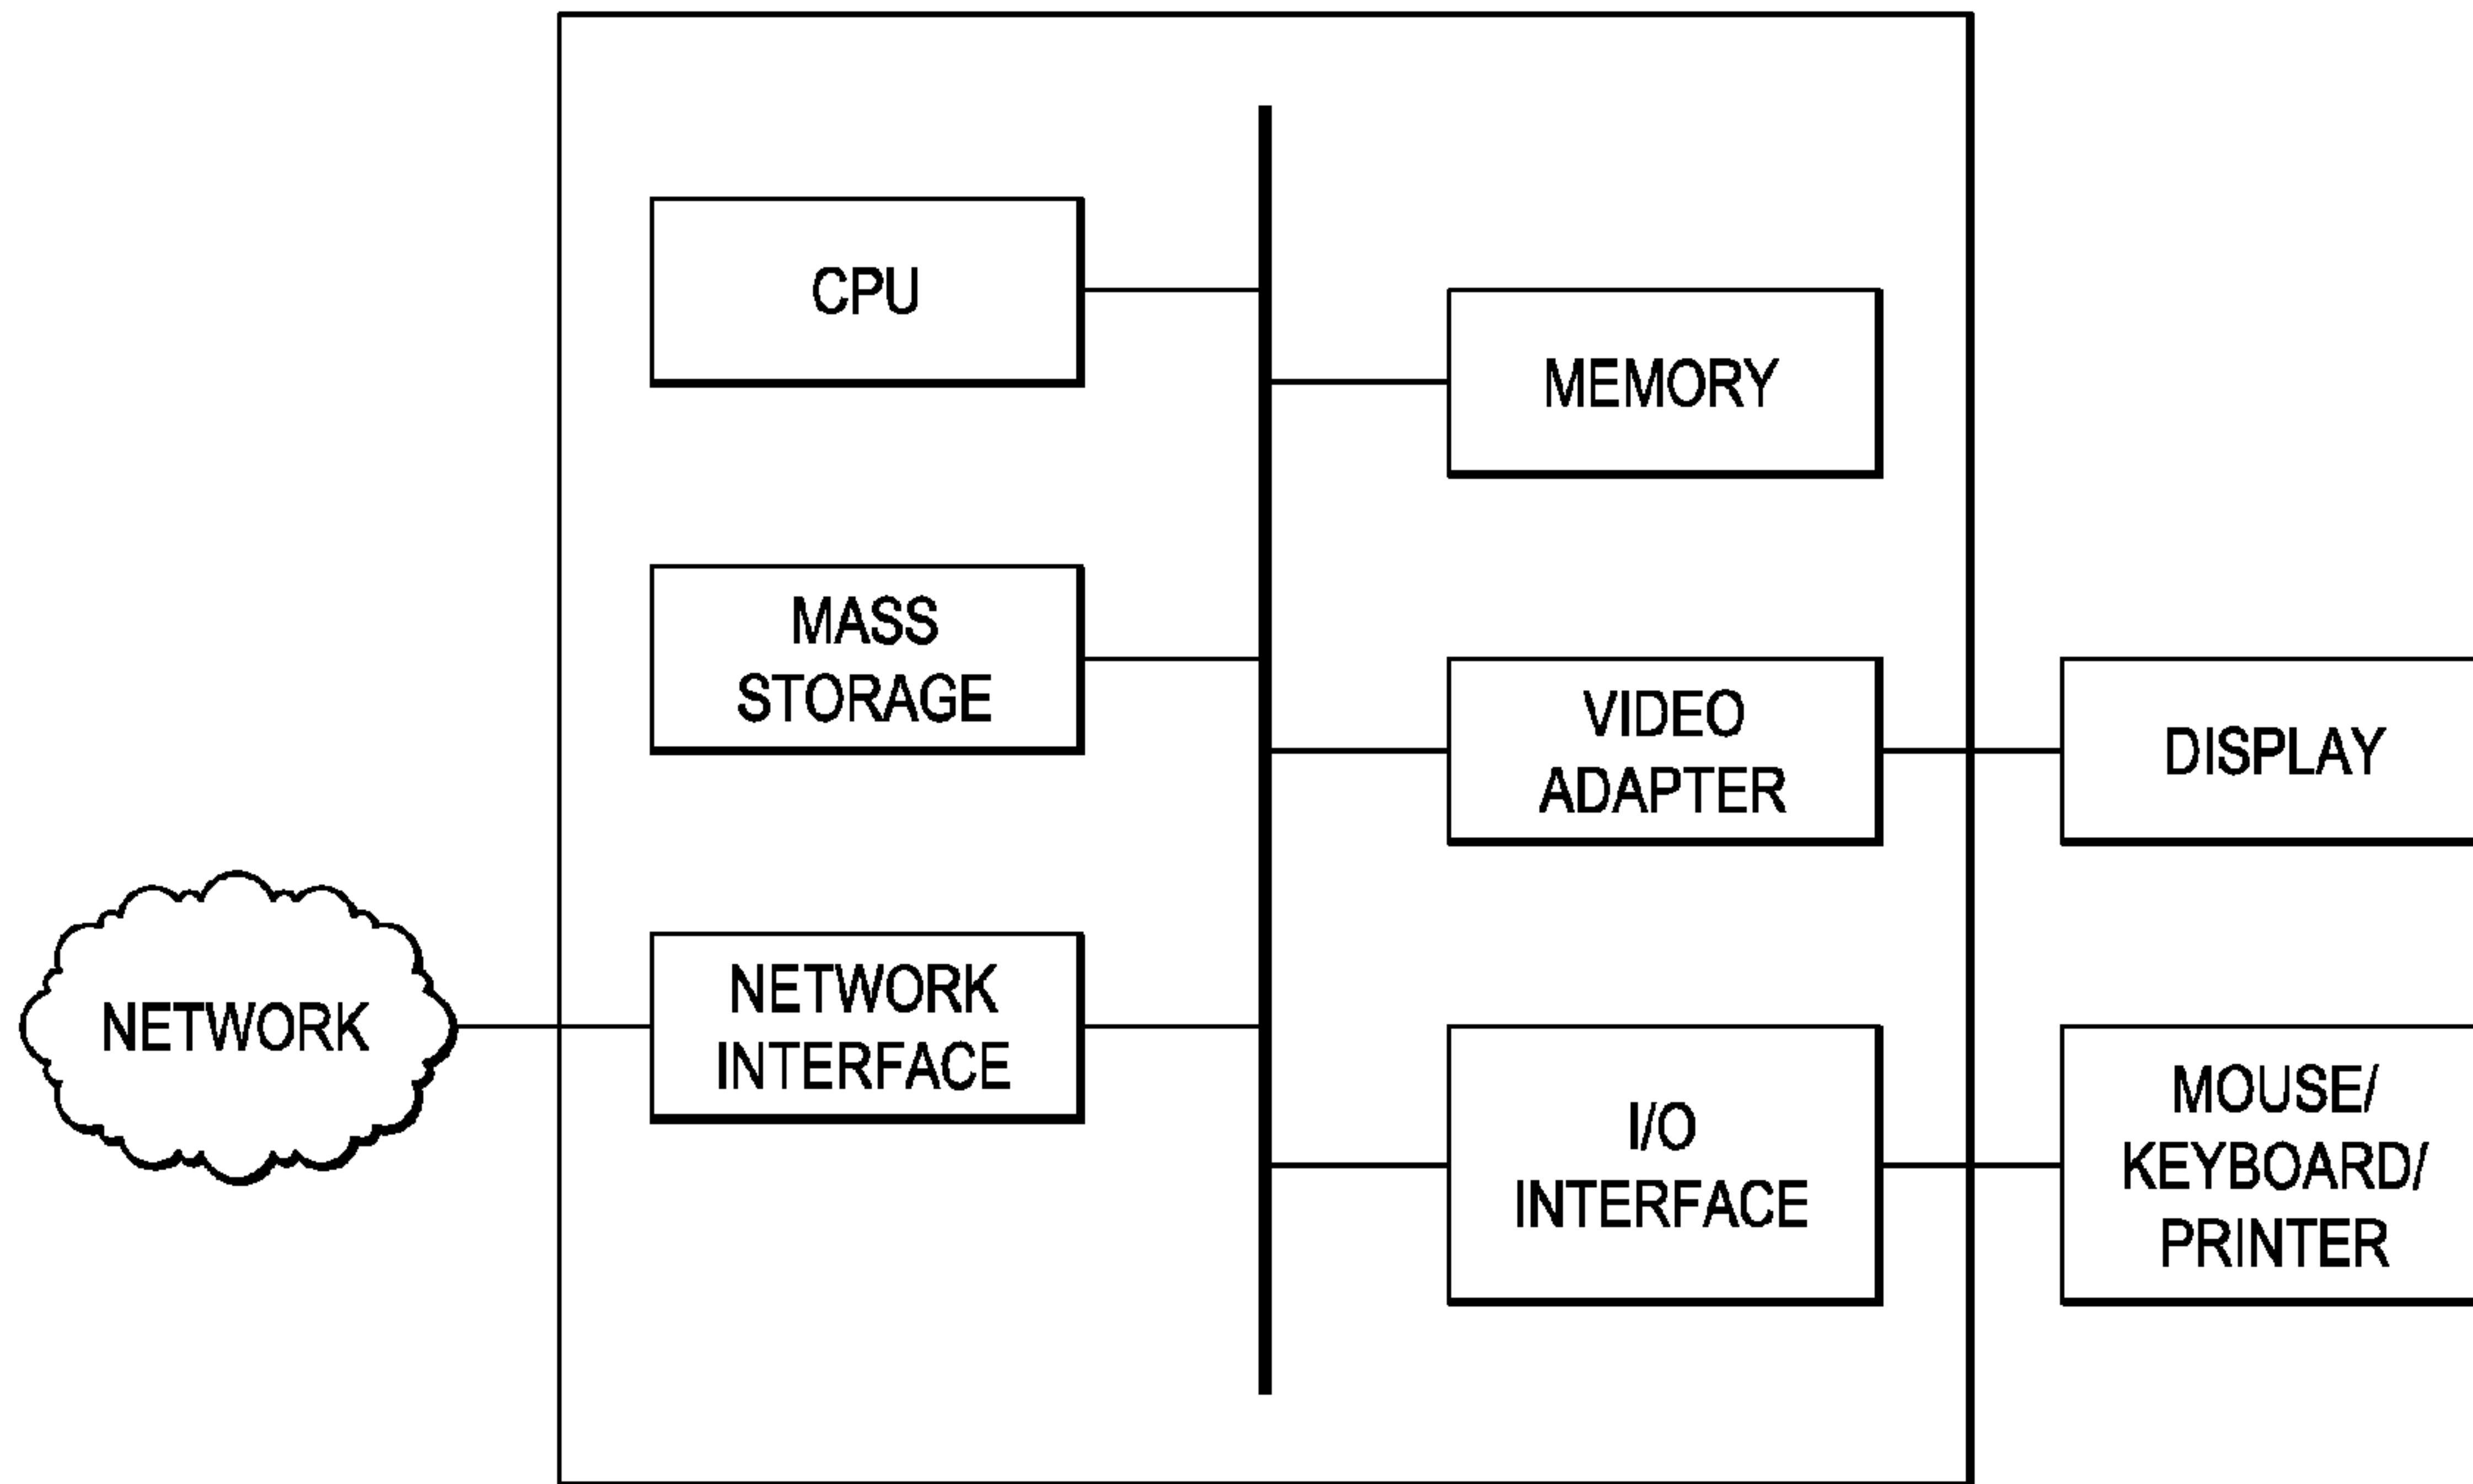 CPU
MEMORY
MASS
STORAGE
VIDEO
ADAPTER
DISPLAY
NETWORK
NETWORK
INTERFACE
I/O
INTERFACE
MOUSE/
KEYBOARD/
PRINTER